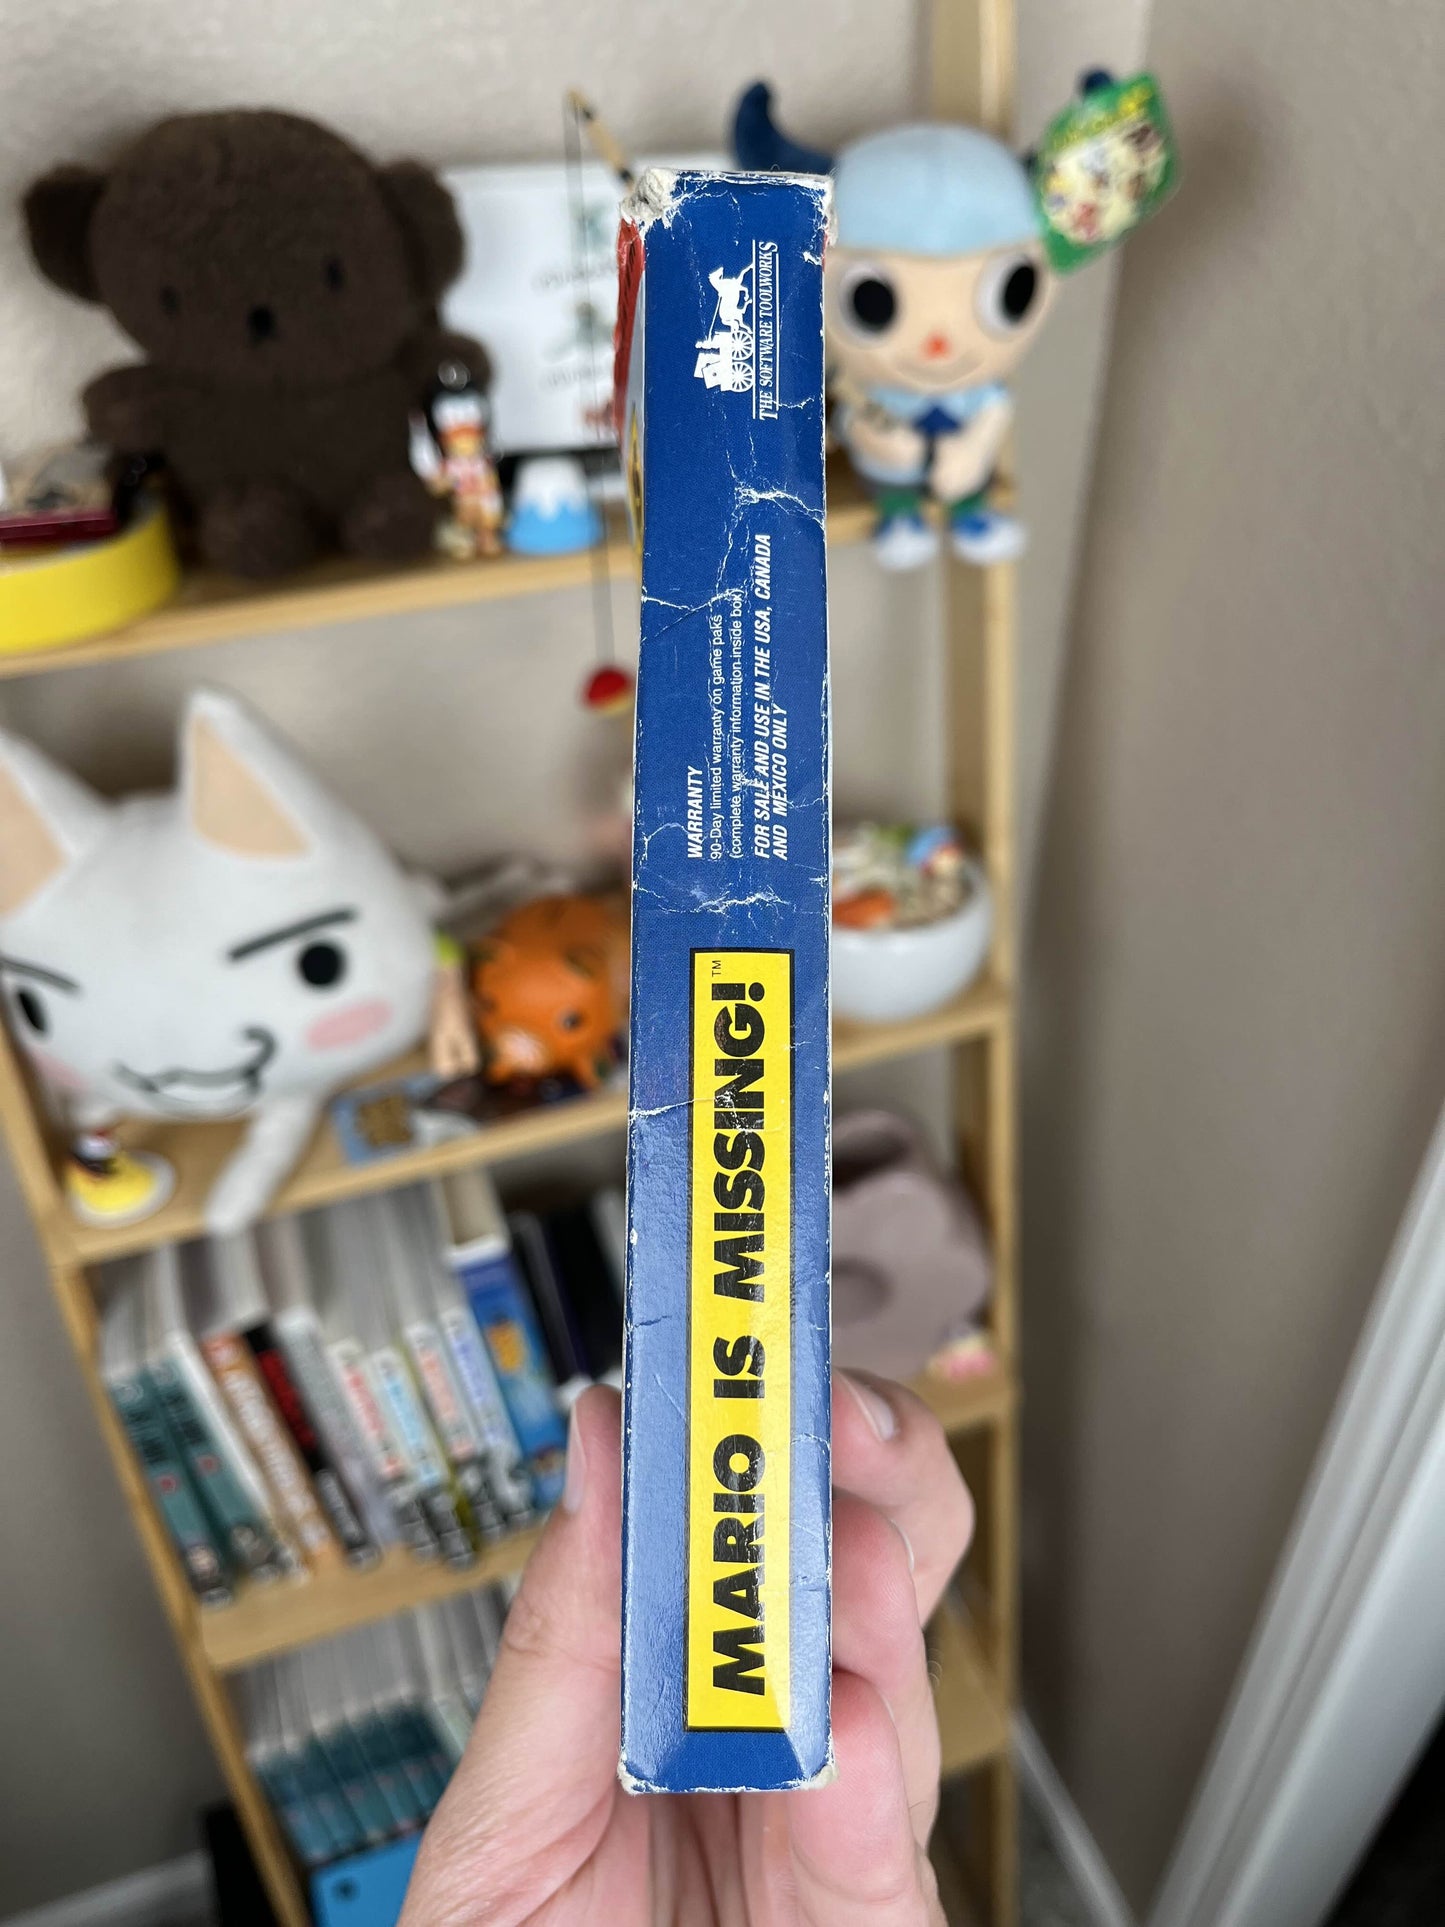 THE SOFTWARE TOOLWORKS
WARRANTY
90-Day limited warranty on game paks
(complete warranty information inside box)
FOR SALE AND USE IN THE USA, CANADA
AND MEXICO ONLY
MARIO IS MISSING!™